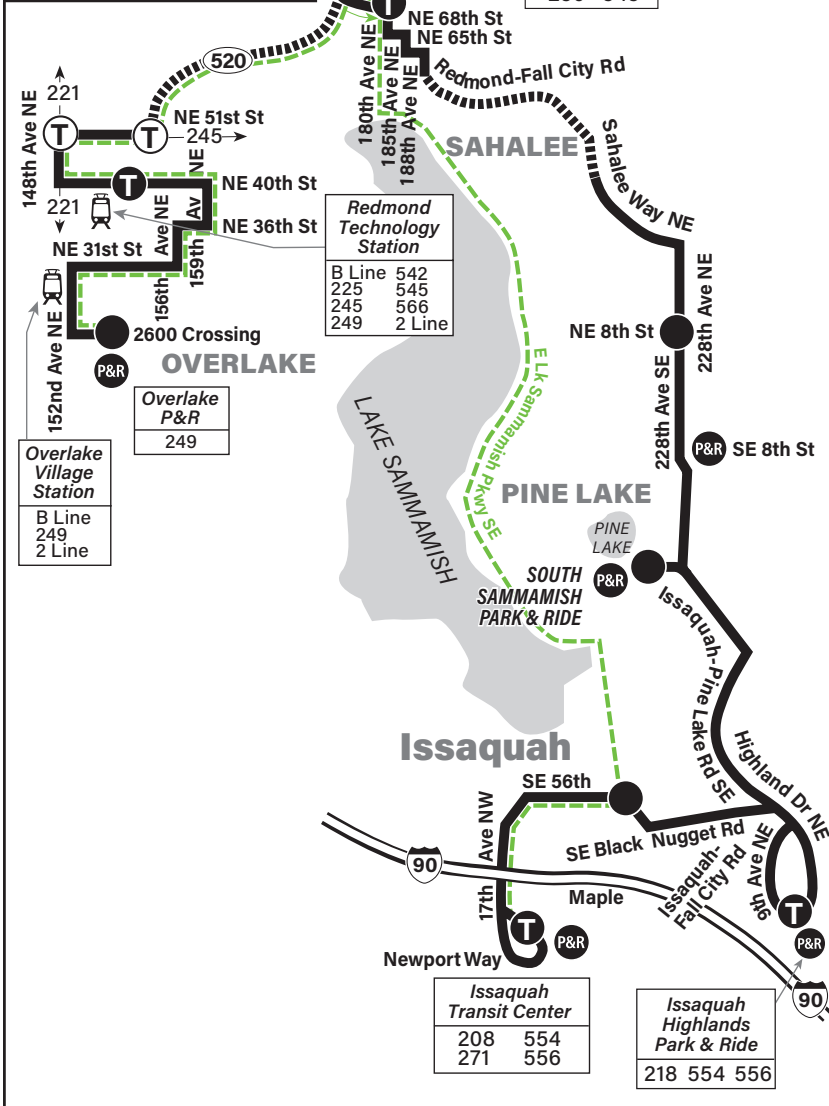 T
NE 68th St
NE 65th St
Redmond-Fall City Rd
180th Ave NE
185th Ave NE
188th Ave NE
520
221
148th Ave NE
T
T
NE 51st St
245
SAHALEE
Sahalee Way NE
NE
Av
T
NE 40th St
221
NE 36th St
Ave NE
156th
159th
NE 31st St
Redmond
Technology
Station
B Line 542
225 545
245 566
249 2 Line
228th Ave NE
NE 8th St
2600 Crossing
152nd Ave NE
OVERLAKE
P&R
Overlake
P&R
249
E Lk Sammamish Pkwy SE
LAKE SAMMAMISH
228th Ave SE
P&R
SE 8th St
Overlake
Village
Station
B Line
249
2 Line
PINE LAKE
PINE
LAKE
SOUTH
SAMMAMISH
PARK & RIDE
P&R
Issaquah-Pine Lake Rd SE
Issaquah
Highland Dr NE
SE 56th
17th Ave NW
SE Black Nugget Rd
90
Maple
Issaquah-
Fall City Rd
9th Ave NE
T
P&R
T
P&R
Newport Way
90
Issaquah
Transit Center
208 554
271 556
Issaquah
Highlands
Park & Ride
218 554 556